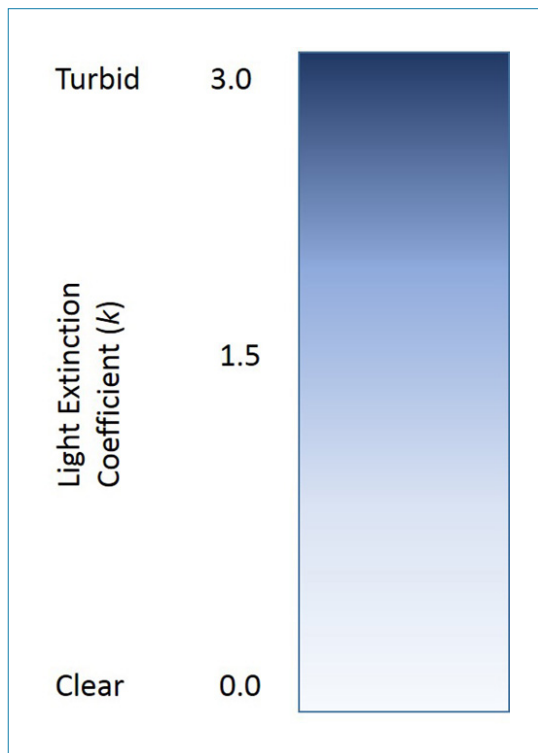 Turbid 3.0
Light Extinction
Coefficient (k)
1.5
Clear 0.0